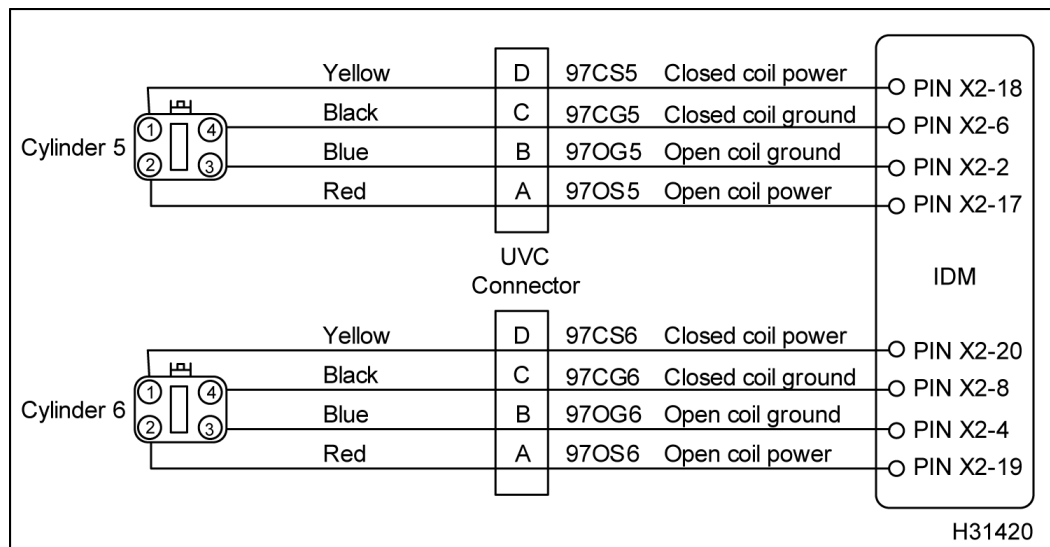 Yellow D 97CS5 Closed coil power PIN X2-18
Black C 97CG5 Closed coil ground PIN X2-6
Cylinder 5 1 4 2 3
Blue B 97OG5 Open coil ground PIN X2-2
Red A 97OS5 Open coil power PIN X2-17
UVC
Connector
IDM
Yellow D 97CS6 Closed coil power PIN X2-20
Black C 97CG6 Closed coil ground PIN X2-8
Cylinder 6 1 4 2 3
Blue B 97OG6 Open coil ground PIN X2-4
Red A 97OS6 Open coil power PIN X2-19
H31420